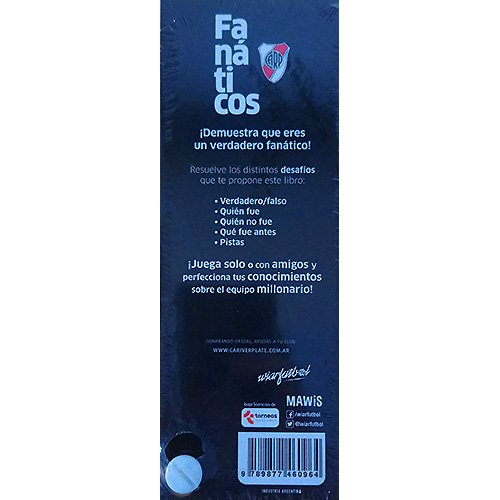 Fa
ná
ti
cos
CARP
¡Demuestra que eres
un verdadero fanático!
Resuelve los distintos desafíos
que te propone este libro:
• Verdadero/falso
• Quién fue
• Quién no fue
• Qué fue antes
• Pistas
¡Juega solo o con amigos y
perfecciona tus conocimientos
sobre el equipo millonario!
COMPRANDO OFICIAL, AYUDÁS A TU CLUB.
WWW.CARIVERPLATE.COM.AR
wiarfutbol
bajo licencias de
torneos
MAWiS
/wiarfutbol
@wiarfutbol
9 789877 460964
INDUSTRIA ARGENTINA